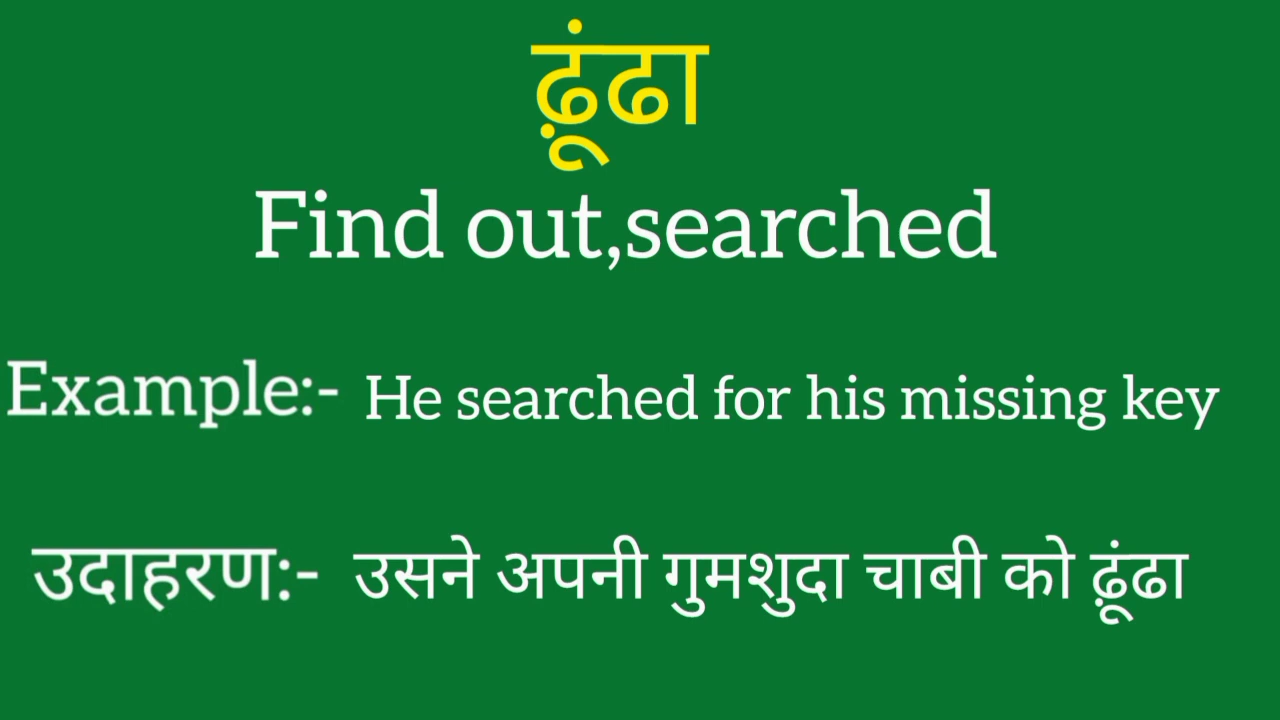 ढ़ूंढा
Find out,searched
Example:- He searched for his missing key
उदाहरण:- उसने अपनी गुमशुदा चाबी को ढ़ूंढा